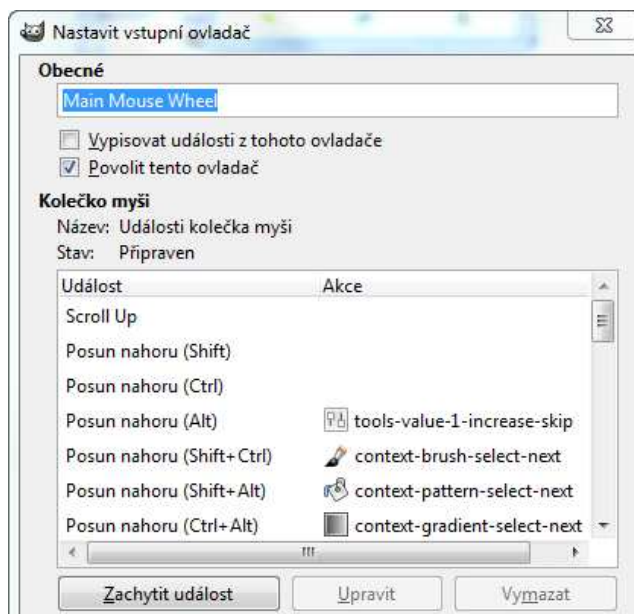 Nastavit vstupní ovladač
Obecné
Main Mouse Wheel
Vypisovat události z tohoto ovladače
Povolit tento ovladač
Kolečko myši
Název: Události kolečka myši
Stav: Připraven
Událost Akce
Scroll Up
Posun nahoru (Shift)
Posun nahoru (Ctrl)
Posun nahoru (Alt) tools-value-1-increase-skip
Posun nahoru (Shift+Ctrl) context-brush-select-next
Posun nahoru (Shift+Alt) context-pattern-select-next
Posun nahoru (Ctrl+Alt) context-gradient-select-next
Zachytit událost Upravit Vymazat